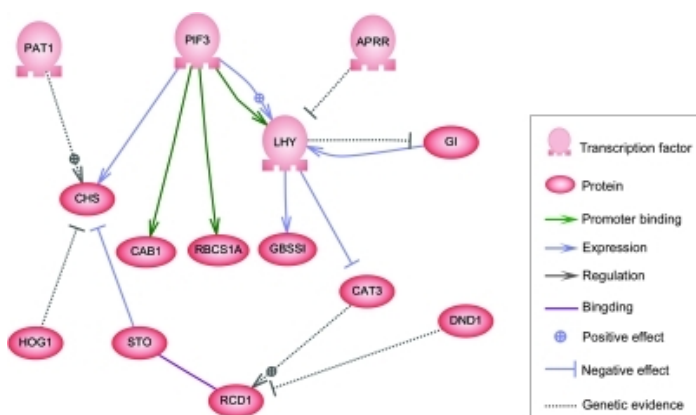 PAT1
PIF3
APRR
LHY
GI
CHS
CAB1
RBCS1A
GBSSI
CAT3
HOG1
STO
DND1
RCD1
Transcription factor
Protein
Promoter binding
Expression
Regulation
Bingding
Positive effect
Negative effect
Genetic evidence